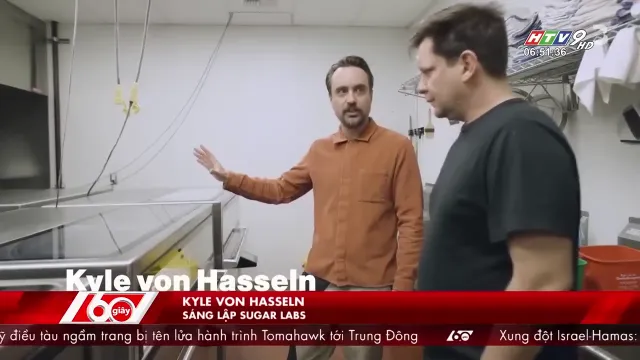 HTV9 HD
06:51:36
Kyle von Hasseln
60 giây
KYLE VON HASSELN
SÁNG LẬP SUGAR LABS
ỹ điều tàu ngầm trang bị tên lửa hành trình Tomahawk tới Trung Đông 60 Xung đột Israel-Hamas: